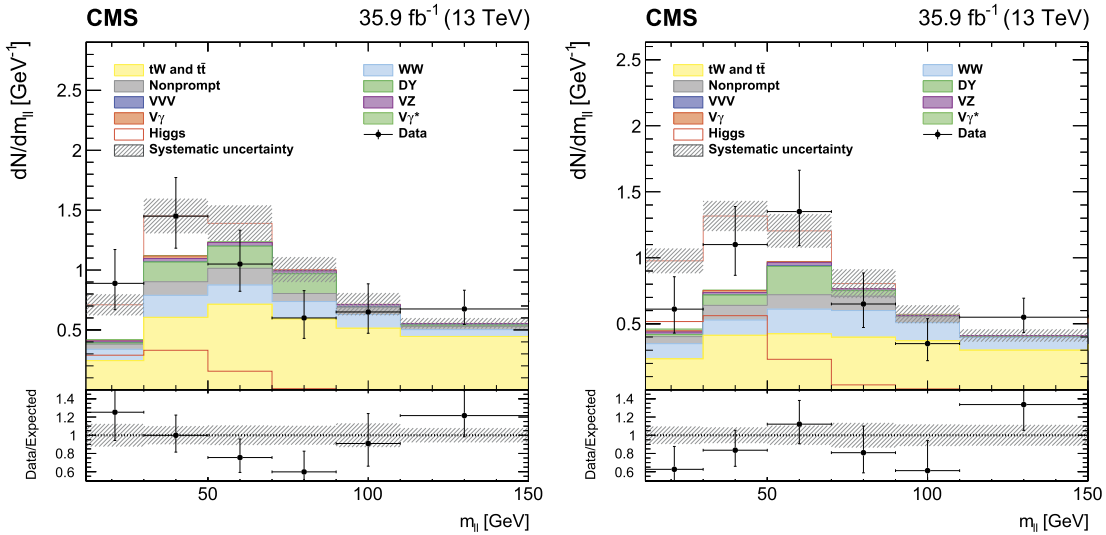 CMS 35.9 fb⁻¹ (13 TeV)
dN/dm_ll [GeV⁻¹]
2.5
2
1.5
1
0.5
tW and tt̄ WW
Nonprompt DY
VVV VZ
Vγ Vγ*
Higgs Data
Systematic uncertainty
Data/Expected
1.4
1.2
1
0.8
0.6
50 100 150
m_ll [GeV]
CMS 35.9 fb⁻¹ (13 TeV)
dN/dm_ll [GeV⁻¹]
2.5
2
1.5
1
0.5
tW and tt̄ WW
Nonprompt DY
VVV VZ
Vγ Vγ*
Higgs Data
Systematic uncertainty
Data/Expected
1.4
1.2
1
0.8
0.6
50 100 150
m_ll [GeV]